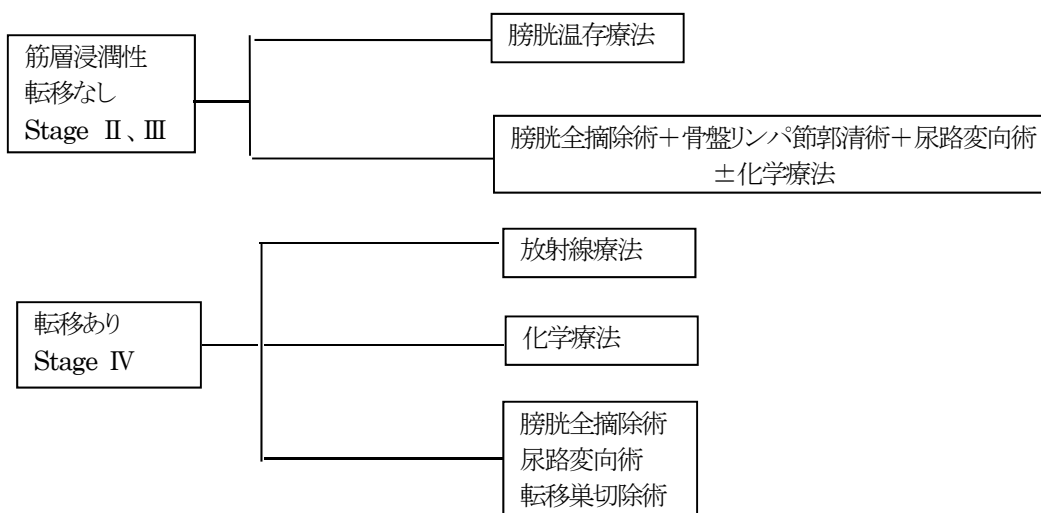 筋層浸潤性
転移なし
Stage Ⅱ、Ⅲ
膀胱温存療法
膀胱全摘除術＋骨盤リンパ節郭清術＋尿路変向術
±化学療法
転移あり
Stage Ⅳ
放射線療法
化学療法
膀胱全摘除術
尿路変向術
転移巣切除術